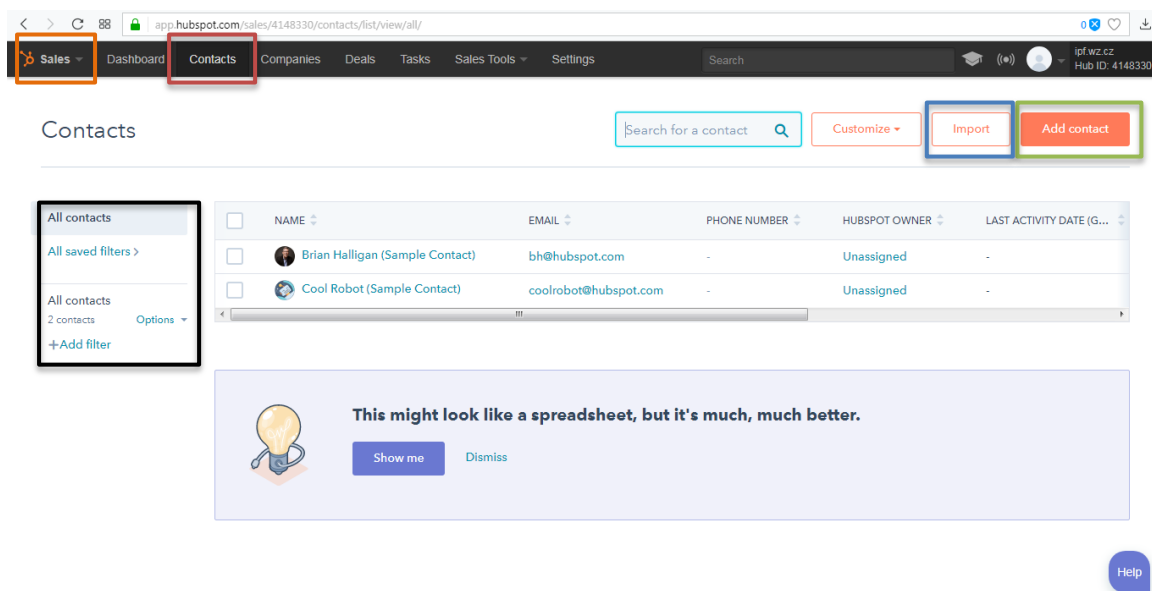 app.hubspot.com/sales/4148330/contacts/list/view/all/ 0
Sales Dashboard Contacts Companies Deals Tasks Sales Tools Settings Search ipf.wz.cz
Hub ID: 4148330
Contacts Search for a contact Customize Import Add contact
All contacts NAME EMAIL PHONE NUMBER HUBSPOT OWNER LAST ACTIVITY DATE (G...
All saved filters > Brian Halligan (Sample Contact) bh@hubspot.com - Unassigned -
All contacts Cool Robot (Sample Contact) coolrobot@hubspot.com - Unassigned -
2 contacts Options
+Add filter
This might look like a spreadsheet, but it's much, much better.
Show me Dismiss
Help